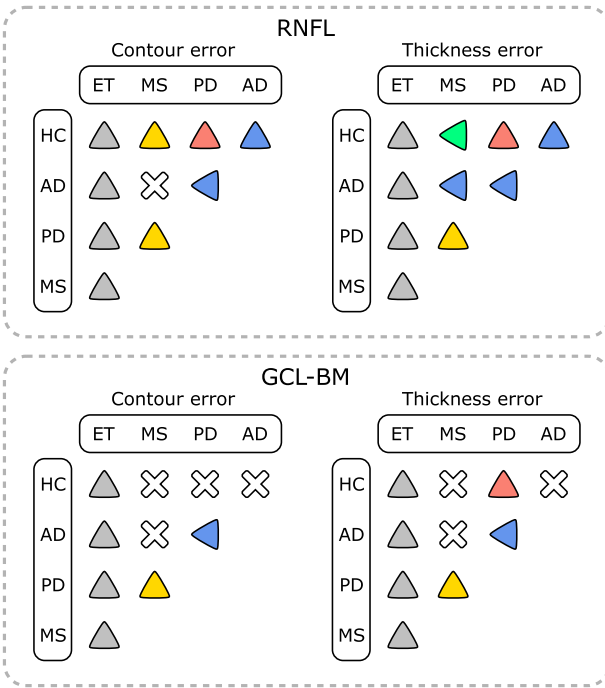 RNFL
Contour error
Thickness error
ET MS PD AD
ET MS PD AD
HC
HC
AD
AD
PD
PD
MS
MS
GCL-BM
Contour error
Thickness error
ET MS PD AD
ET MS PD AD
HC
HC
AD
AD
PD
PD
MS
MS